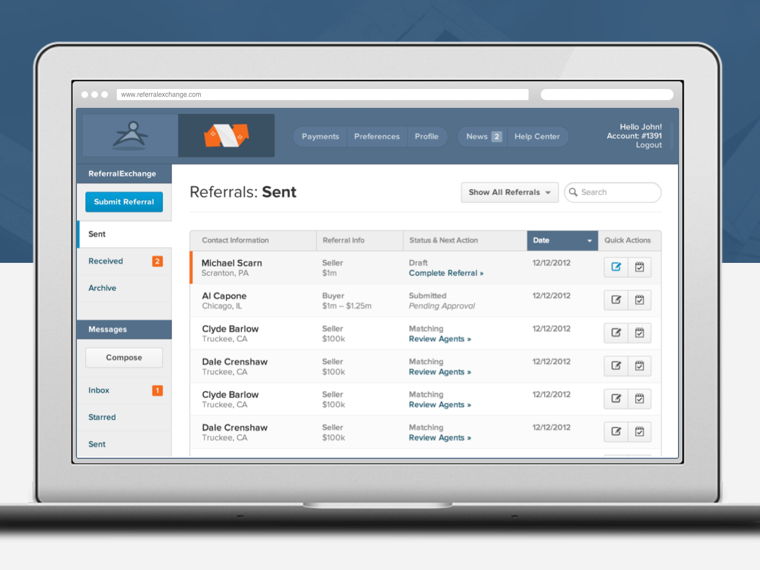 www.referralexchange.com
Payments
Preferences
Profile
News 2
Help Center
Hello John!
Account: #1391
Logout
ReferralExchange
Submit Referral
Sent
Received 2
Archive
Messages
Compose
Inbox 1
Starred
Sent
Referrals: Sent
Show All Referrals
Search
Contact Information
Referral Info
Status & Next Action
Date
Quick Actions
Michael Scarn
Scranton, PA
Seller
$1m
Draft
Complete Referral »
12/12/2012
Al Capone
Chicago, IL
Buyer
$1m – $1.25m
Submitted
Pending Approval
12/12/2012
Clyde Barlow
Truckee, CA
Seller
$100k
Matching
Review Agents »
12/12/2012
Dale Crenshaw
Truckee, CA
Seller
$100k
Matching
Review Agents »
12/12/2012
Clyde Barlow
Truckee, CA
Seller
$100k
Matching
Review Agents »
12/12/2012
Dale Crenshaw
Truckee, CA
Seller
$100k
Matching
Review Agents »
12/12/2012